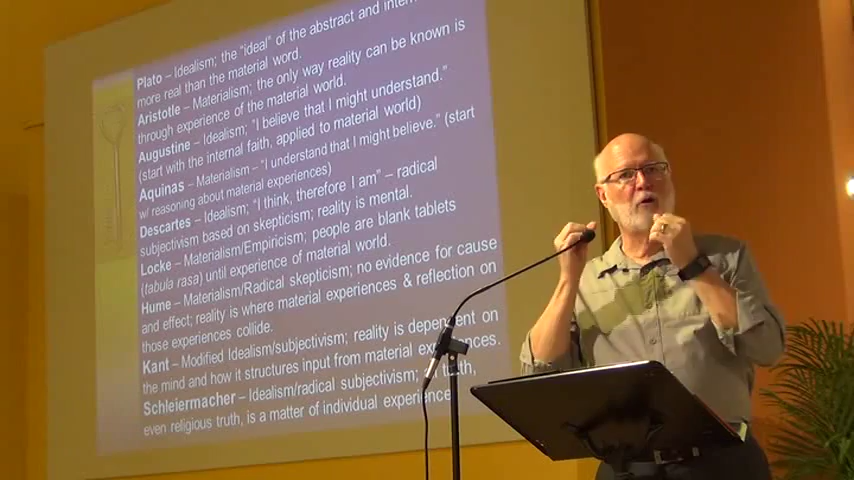 Plato – Idealism; the "ideal" of the abstract and
more real than the material word.
Aristotle – Materialism; the only way reality can be known is
through experience of the material world.
Augustine – Idealism; "I believe that I might understand."
(start with the internal faith, applied to material world)
Aquinas – Materialism – "I understand that I might believe." (start
w/ reasoning about material experiences)
Descartes – Idealism; "I think, therefore I am" – radical
subjectivism based on skepticism; reality is mental.
Locke – Materialism/Empiricism; people are blank tablets
(tabula rasa) until experience of material world.
Hume – Materialism/Radical skepticism; no evidence for cause
and effect; reality is where material experiences & reflection on
those experiences collide.
Kant – Modified Idealism/subjectivism; reality is dependent on
the mind and how it structures input from material experiences.
Schleiermacher – Idealism/radical subjectivism; truth,
even religious truth, is a matter of individual experience